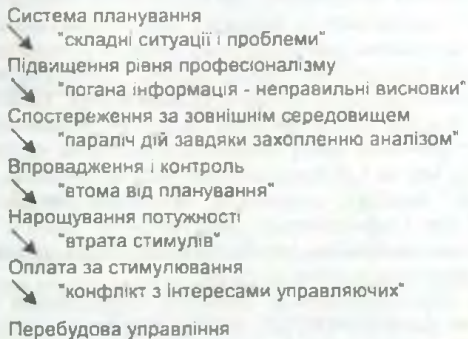 Система планування
"складні ситуації і проблеми"
Підвищення рівня професіоналізму
"погана інформація - неправильні висновки"
Спостереження за зовнішнім середовищем
"параліч дій завдяки захопленню аналізом"
Впровадження і контроль
"втома від планування"
Нарощування потужності
"втрата стимулів"
Оплата за стимулювання
"конфлікт з інтересами управляючих"
Перебудова управління